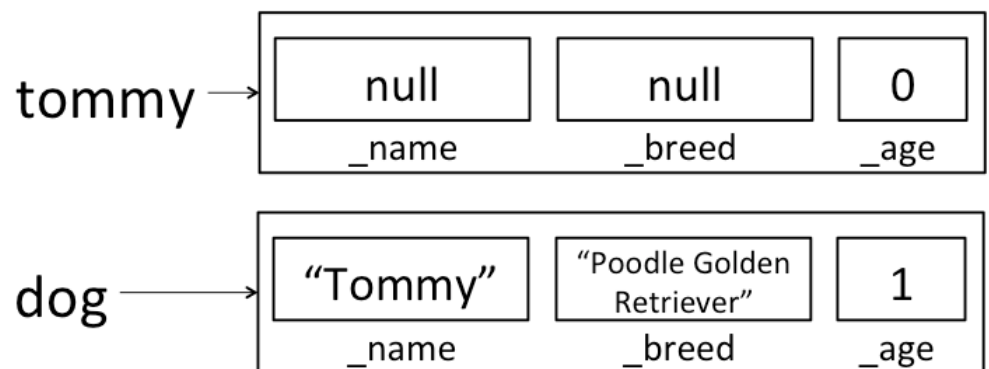 tommy
null null 0
_name _breed _age
dog
“Tommy” “Poodle Golden
Retriever” 1
_name _breed _age